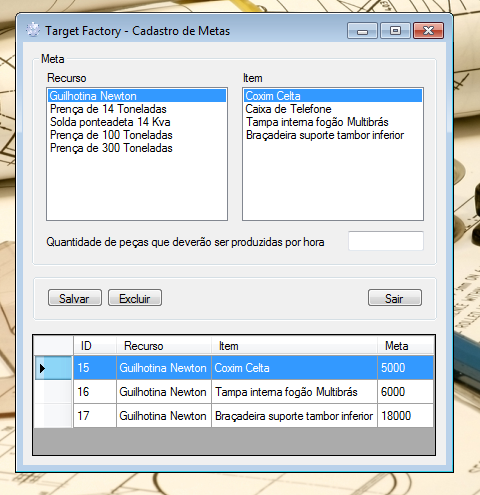 Target Factory - Cadastro de Metas
Meta
Recurso Item
Guilhotina Newton Coxim Celta
Prença de 14 Toneladas Caixa de Telefone
Solda ponteadeta 14 Kva Tampa interna fogão Multibrás
Prença de 100 Toneladas Braçadeira suporte tambor inferior
Prença de 300 Toneladas
Quantidade de peças que deverão ser produzidas por hora
Salvar Excluir Sair
ID Recurso Item Meta
15 Guilhotina Newton Coxim Celta 5000
16 Guilhotina Newton Tampa interna fogão Multibrás 6000
17 Guilhotina Newton Braçadeira suporte tambor inferior 18000